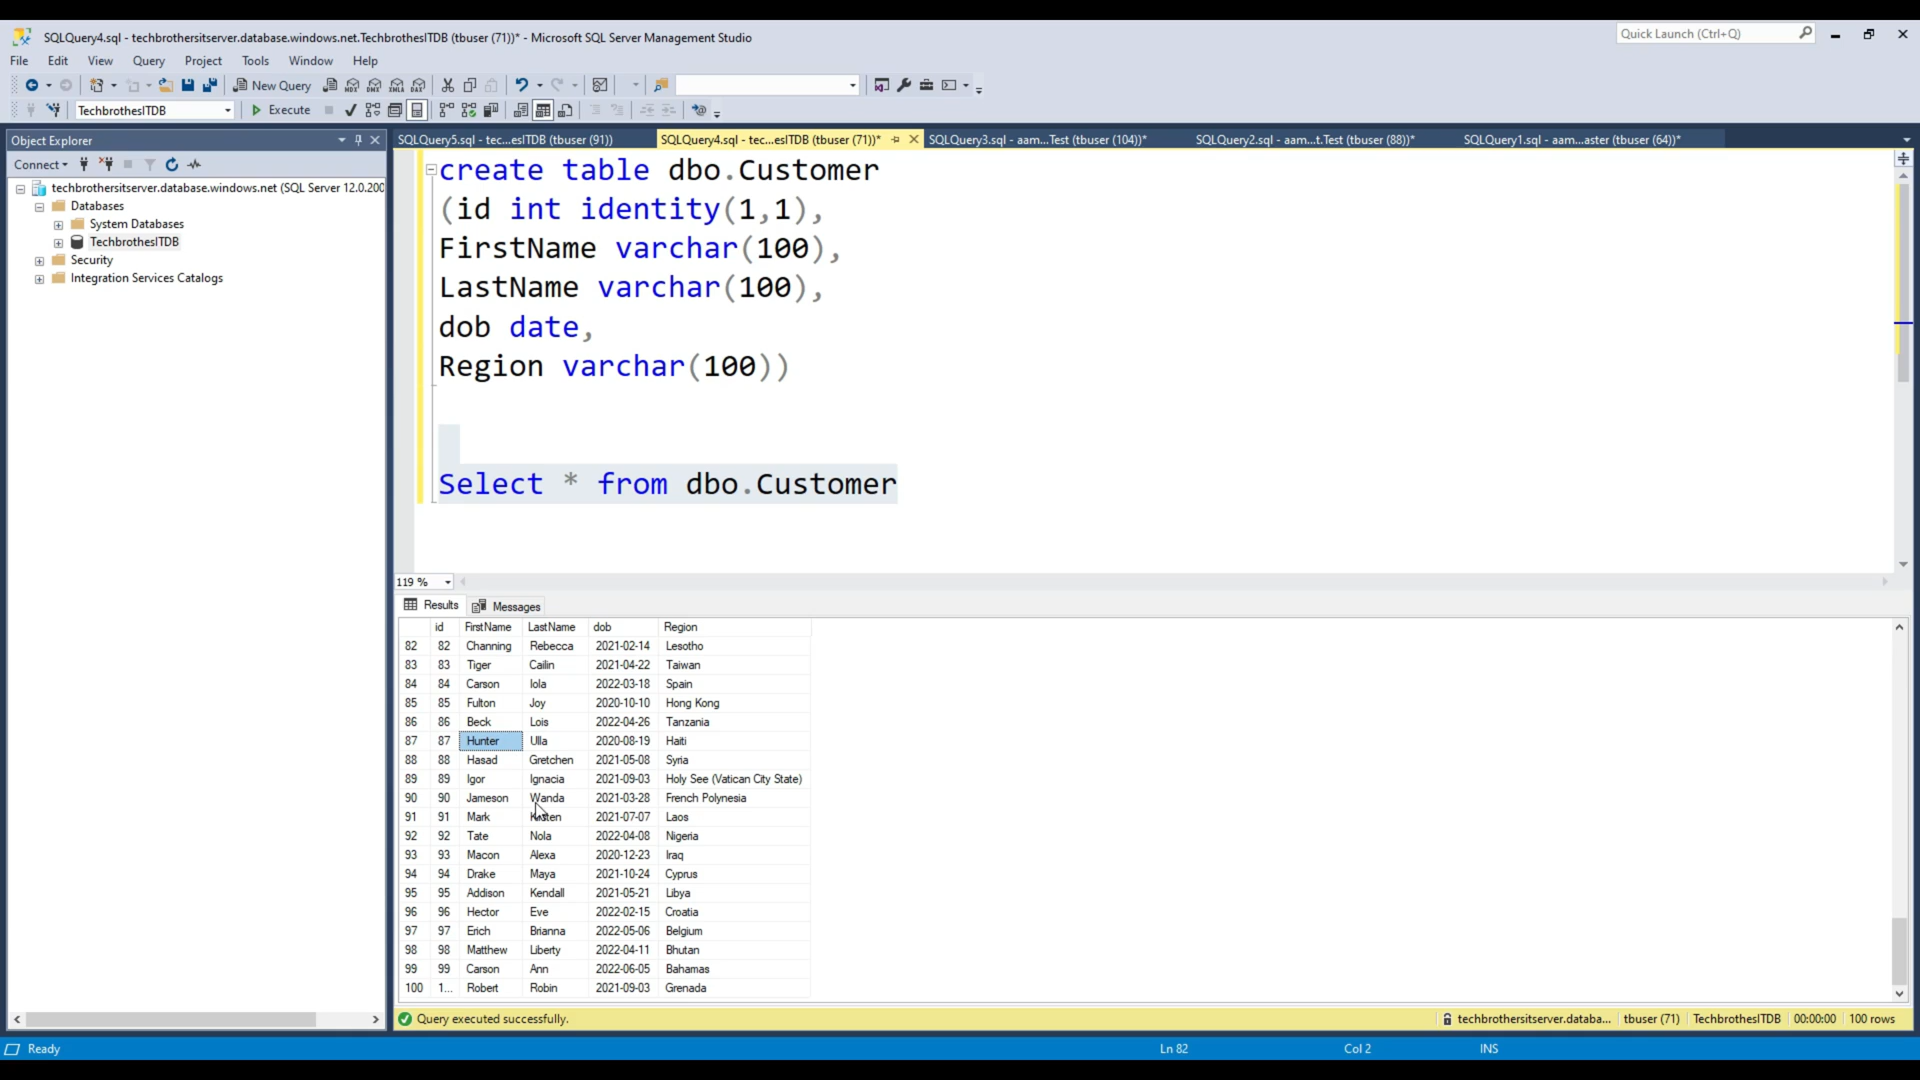 SQLQuery4.sql - techbrothersitserver.database.windows.net.TechbrothesITDB (tbuser (71))* - Microsoft SQL Server Management Studio
Quick Launch (Ctrl+Q)
File Edit View Query Project Tools Window Help
New Query
TechbrothesITDB
Execute
Object Explorer
SQLQuery5.sql - tec...esITDB (tbuser (91))
SQLQuery4.sql - tec...esITDB (tbuser (71))*
SQLQuery3.sql - aam...Test (tbuser (104))*
SQLQuery2.sql - aam...t.Test (tbuser (88))*
SQLQuery1.sql - aam...aster (tbuser (64))*
Connect
techbrothersitserver.database.windows.net (SQL Server 12.0.200
Databases
System Databases
TechbrothesITDB
Security
Integration Services Catalogs
create table dbo.Customer
(id int identity(1,1),
FirstName varchar(100),
LastName varchar(100),
dob date,
Region varchar(100))
Select * from dbo.Customer
119 %
Results Messages
id FirstName LastName dob Region
82 82 Channing Rebecca 2021-02-14 Lesotho
83 83 Tiger Cailin 2021-04-22 Taiwan
84 84 Carson Iola 2022-03-18 Spain
85 85 Fulton Joy 2020-10-10 Hong Kong
86 86 Beck Lois 2022-04-26 Tanzania
87 87 Hunter Ulla 2020-08-19 Haiti
88 88 Hasad Gretchen 2021-05-08 Syria
89 89 Igor Ignacia 2021-09-03 Holy See (Vatican City State)
90 90 Jameson Wanda 2021-03-28 French Polynesia
91 91 Mark 2021-07-07 Laos
92 92 Tate Nola 2022-04-08 Nigeria
93 93 Macon Alexa 2020-12-23 Iraq
94 94 Drake Maya 2021-10-24 Cyprus
95 95 Addison Kendall 2021-05-21 Libya
96 96 Hector Eve 2022-02-15 Croatia
97 97 Erich Brianna 2022-05-06 Belgium
98 98 Matthew Liberty 2022-04-11 Bhutan
99 99 Carson Ann 2022-06-05 Bahamas
100 1... Robert Robin 2021-09-03 Grenada
Query executed successfully.
techbrothersitserver.databa... tbuser (71) TechbrothesITDB 00:00:00 100 rows
Ready Ln 82 Col 2 INS